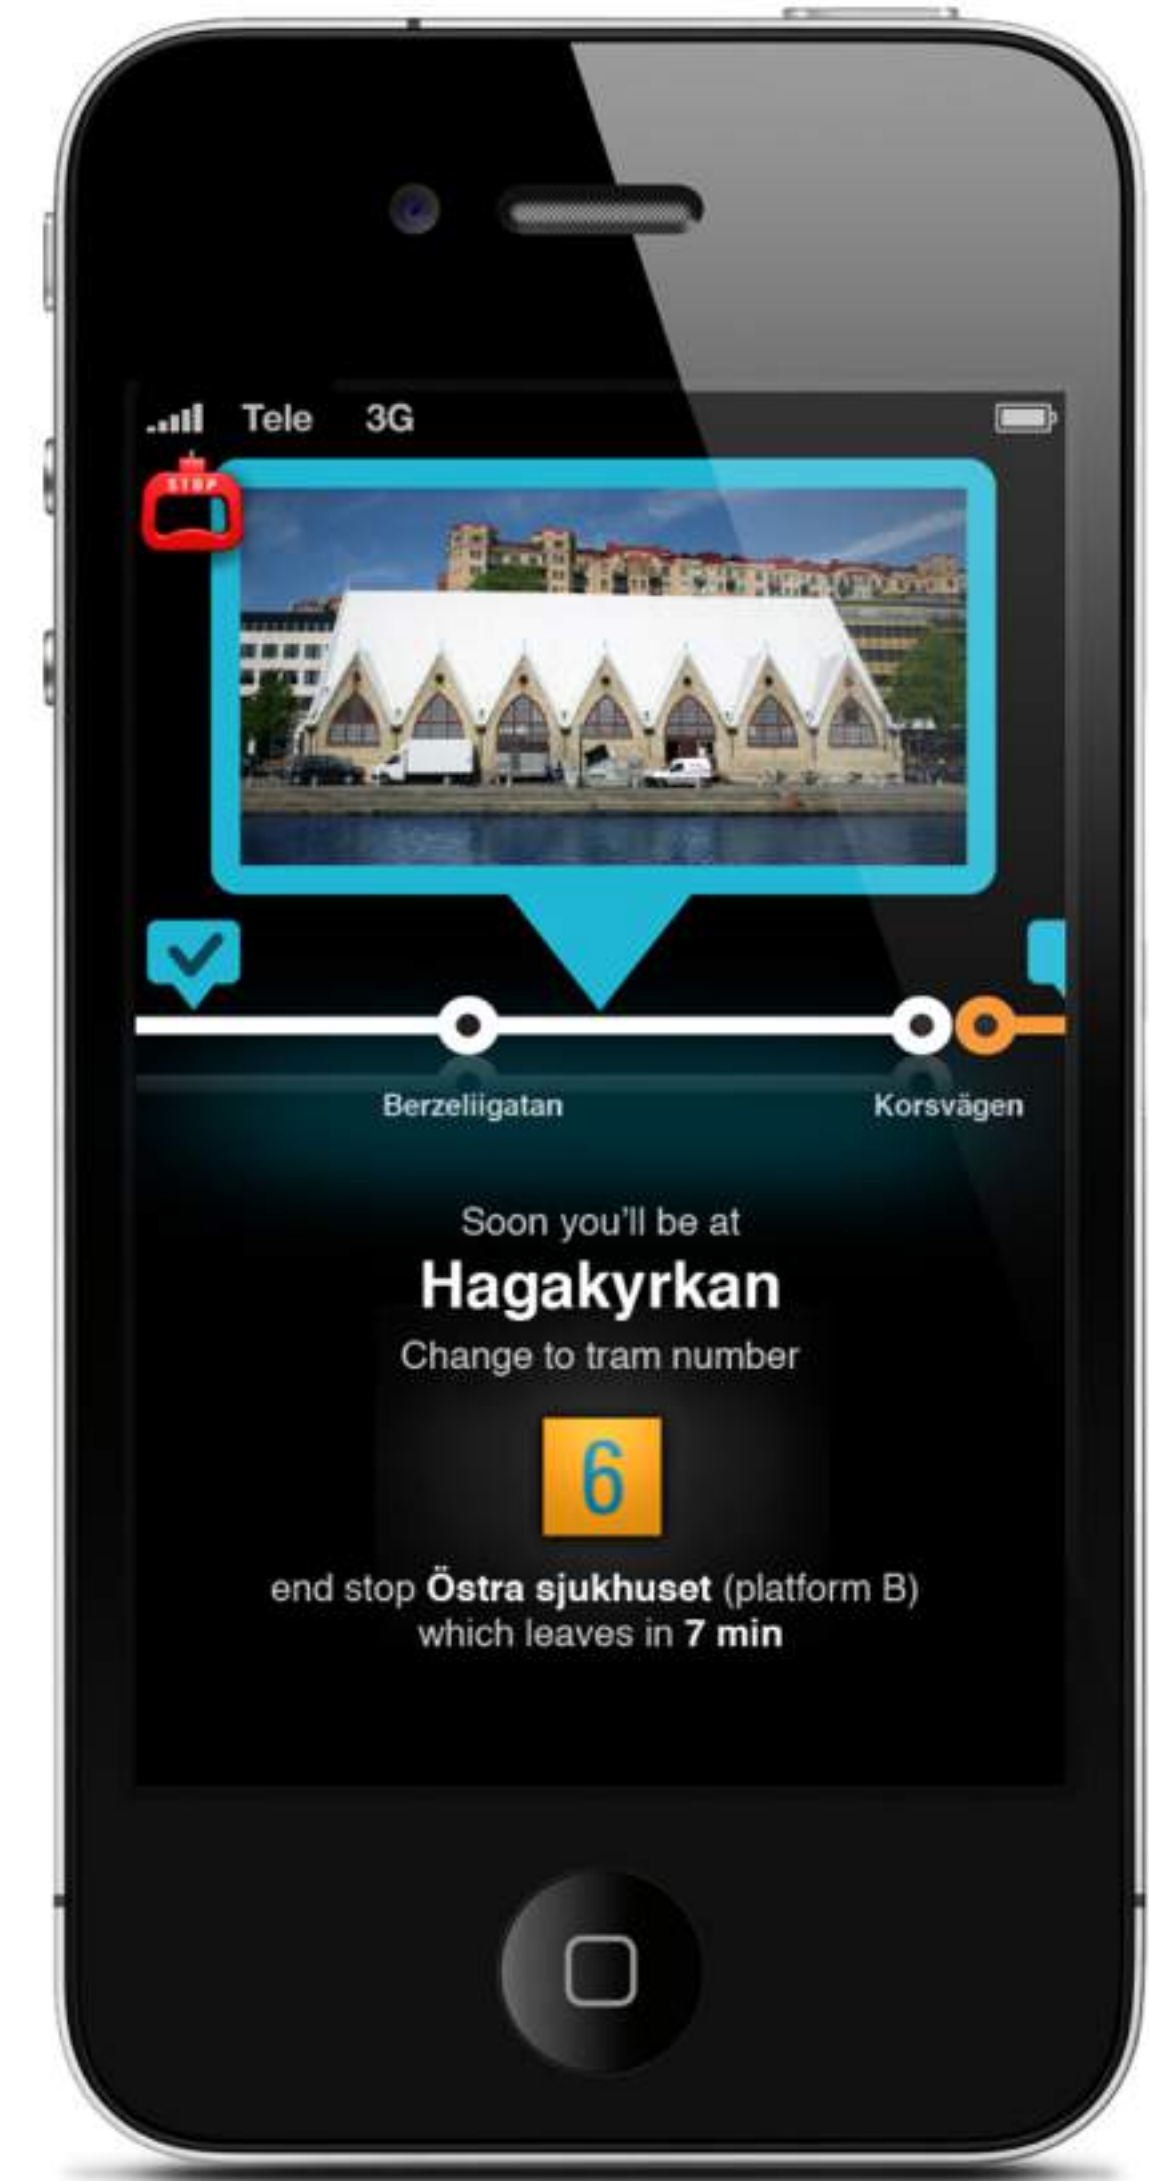 Tele 3G
STOP
Berzeliigatan Korsvägen
Soon you'll be at
Hagakyrkan
Change to tram number
6
end stop Östra sjukhuset (platform B)
which leaves in 7 min